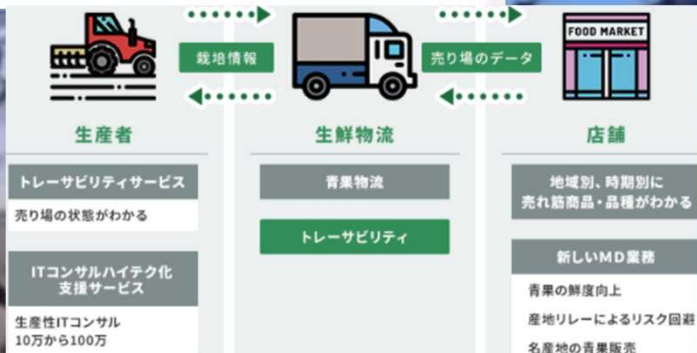 FOOD MARKET
栽培情報
売り場のデータ
生産者
生鮮物流
店舗
トレーサビリティサービス
売り場の状態がわかる
ITコンサルハイテク化
支援サービス
生産性ITコンサル
10万から100万
青果物流
トレーサビリティ
地域別、時期別に
売れ筋商品・品種がわかる
新しいMD業務
青果の鮮度向上
産地リレーによるリスク回避
名産地の青果販売